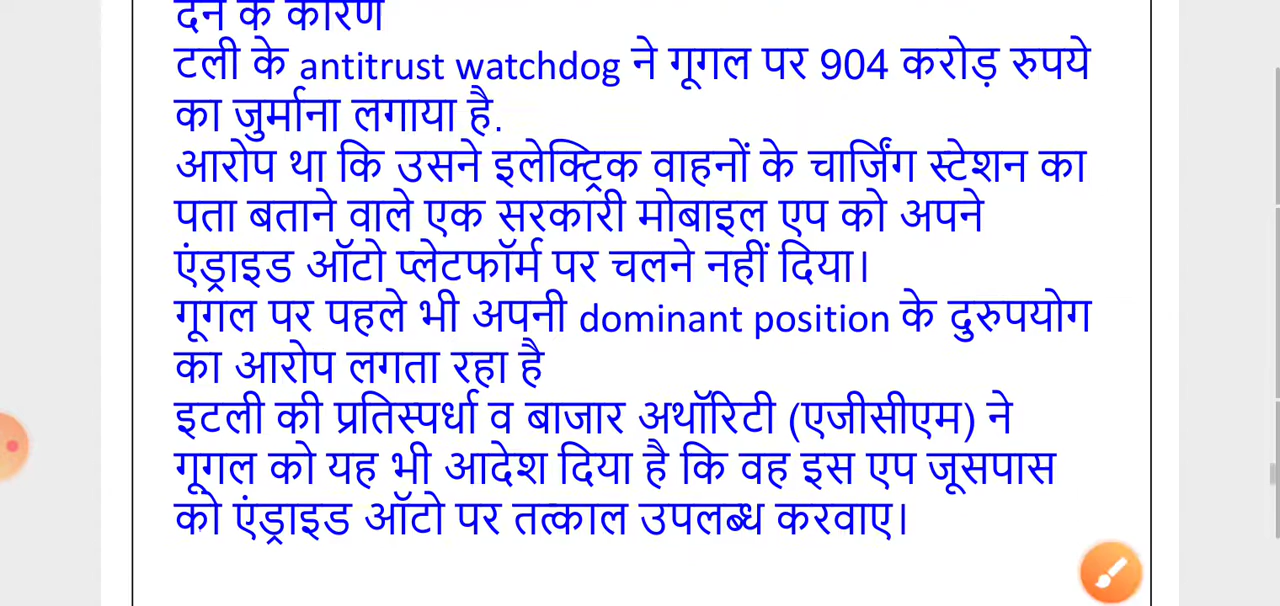 देने के कारण
टली के antitrust watchdog ने गूगल पर 904 करोड़ रुपये
का जुर्माना लगाया है.
आरोप था कि उसने इलेक्ट्रिक वाहनों के चार्जिंग स्टेशन का
पता बताने वाले एक सरकारी मोबाइल एप को अपने
एंड्राइड ऑटो प्लेटफॉर्म पर चलने नहीं दिया।
गूगल पर पहले भी अपनी dominant position के दुरुपयोग
का आरोप लगता रहा है
इटली की प्रतिस्पर्धा व बाजार अथॉरिटी (एजीसीएम) ने
गूगल को यह भी आदेश दिया है कि वह इस एप जूसपास
को एंड्राइड ऑटो पर तत्काल उपलब्ध करवाए।